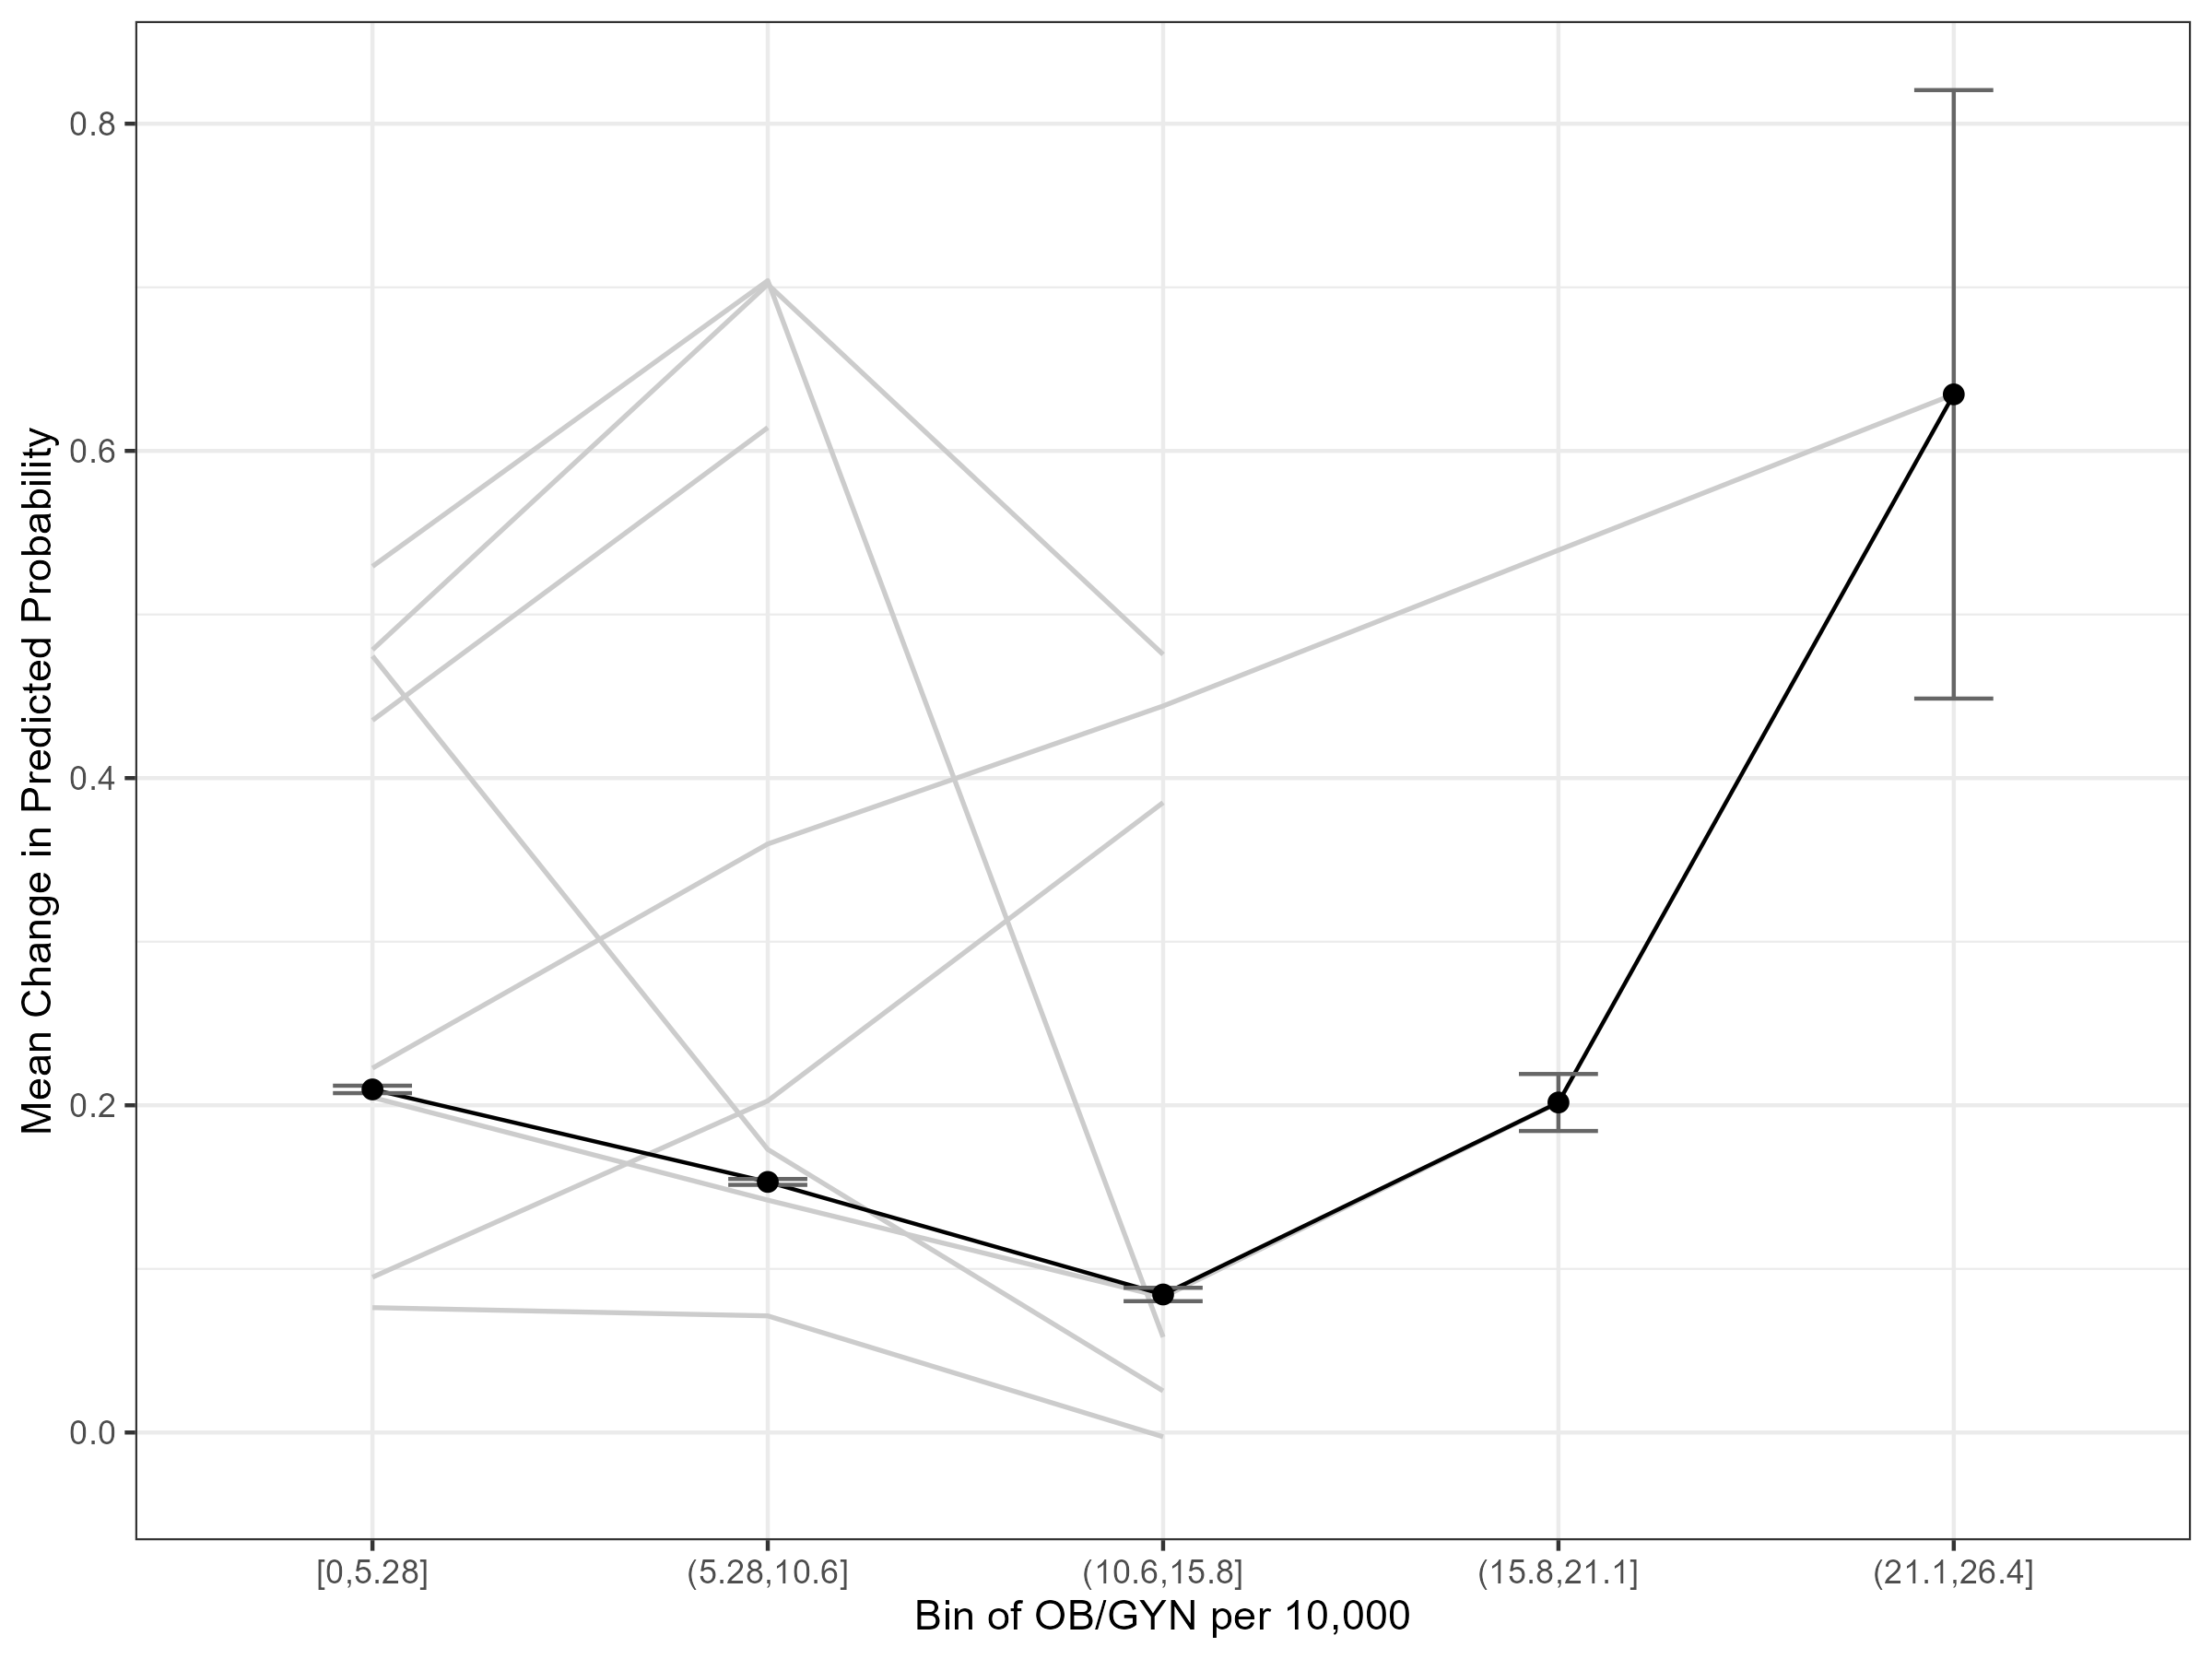 Mean Change in Predicted Probability
0.8
0.6
0.4
0.2
0.0
[0,5.28] (5.28,10.6] (10.6,15.8] (15.8,21.1] (21.1,26.4]
Bin of OB/GYN per 10,000